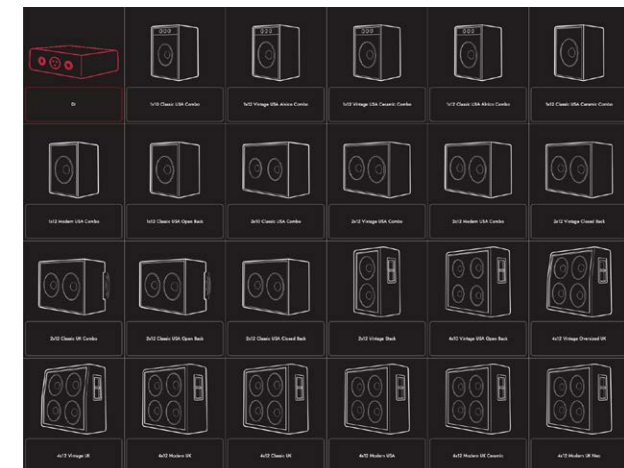 DI
1x10 Classic USA Combo
1x12 Vintage USA Alnico Combo
1x12 Vintage USA Ceramic Combo
1x12 Classic USA Alnico Combo
1x12 Classic USA Ceramic Combo
1x12 Modern USA Combo
1x12 Classic USA Open Back
2x10 Classic USA Combo
2x12 Vintage USA Combo
2x12 Modern USA Combo
2x12 Vintage Closed Back
2x12 Classic UK Combo
2x12 Classic USA Open Back
2x12 Classic USA Closed Back
2x12 Vintage Stack
4x10 Vintage USA Open Back
4x12 Vintage Oversized UK
4x12 Vintage UK
4x12 Modern UK
4x12 Classic UK
4x12 Modern USA
4x12 Modern UK Ceramic
4x12 Modern UK Neo